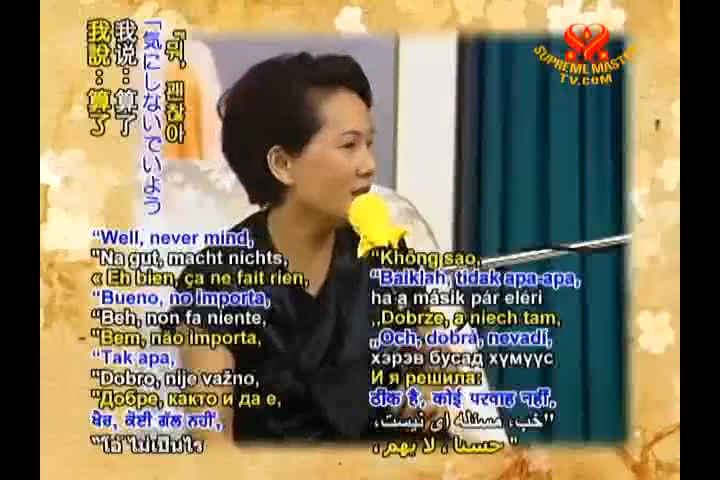 SUPREME MASTER
TV.COM
「뭐, 괜찮아
「気にしないでいよう
我说…算了
我說…算了
“Well, never mind,
"Na gut, macht nichts,
« Eh bien, ça ne fait rien,
“Bueno, no importa,
“Beh, non fa niente,
“Bem, não importa,
“Tak apa,
"Dobro, nije važno,
"Добре, както и да е,
ਖੈਰ, ਕੋਈ ਗੱਲ ਨਹੀਂ,
"โอ ไม่เป็นไร
“Không sao,
“Baiklah, tidak apa-apa,
ha a másik pár eléri
„Dobrze, a niech tam,
„Och, dobrá, nevadí,
хэрэв бусад хүмүүс
И я решила:
ठीक है, कोई परवाह नहीं,
”خب، مسئله ای نیست،
" حسنا ، لا يهم ،